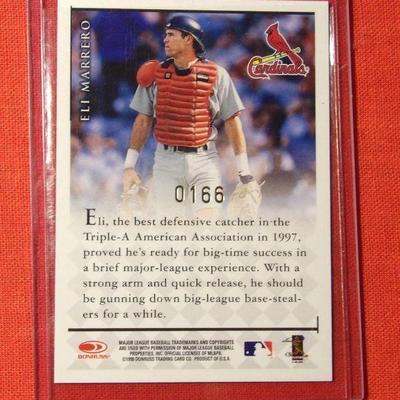 ELI MARRERO
Cardinals
0166
Eli, the best defensive catcher in the
Triple-A American Association in 1997,
proved he's ready for big-time success in
a brief major-league experience. With a
strong arm and quick release, he should
be gunning down big-league base-steal-
ers for a while.
DONRUSS
MAJOR LEAGUE BASEBALL TRADEMARKS AND COPYRIGHTS
ARE USED WITH PERMISSION OF MAJOR LEAGUE BASEBALL
PROPERTIES, INC. OFFICIAL LICENSEE OF MLBPA.
©1998 DONRUSS TRADING CARD CO. PRODUCT OF U.S.A.